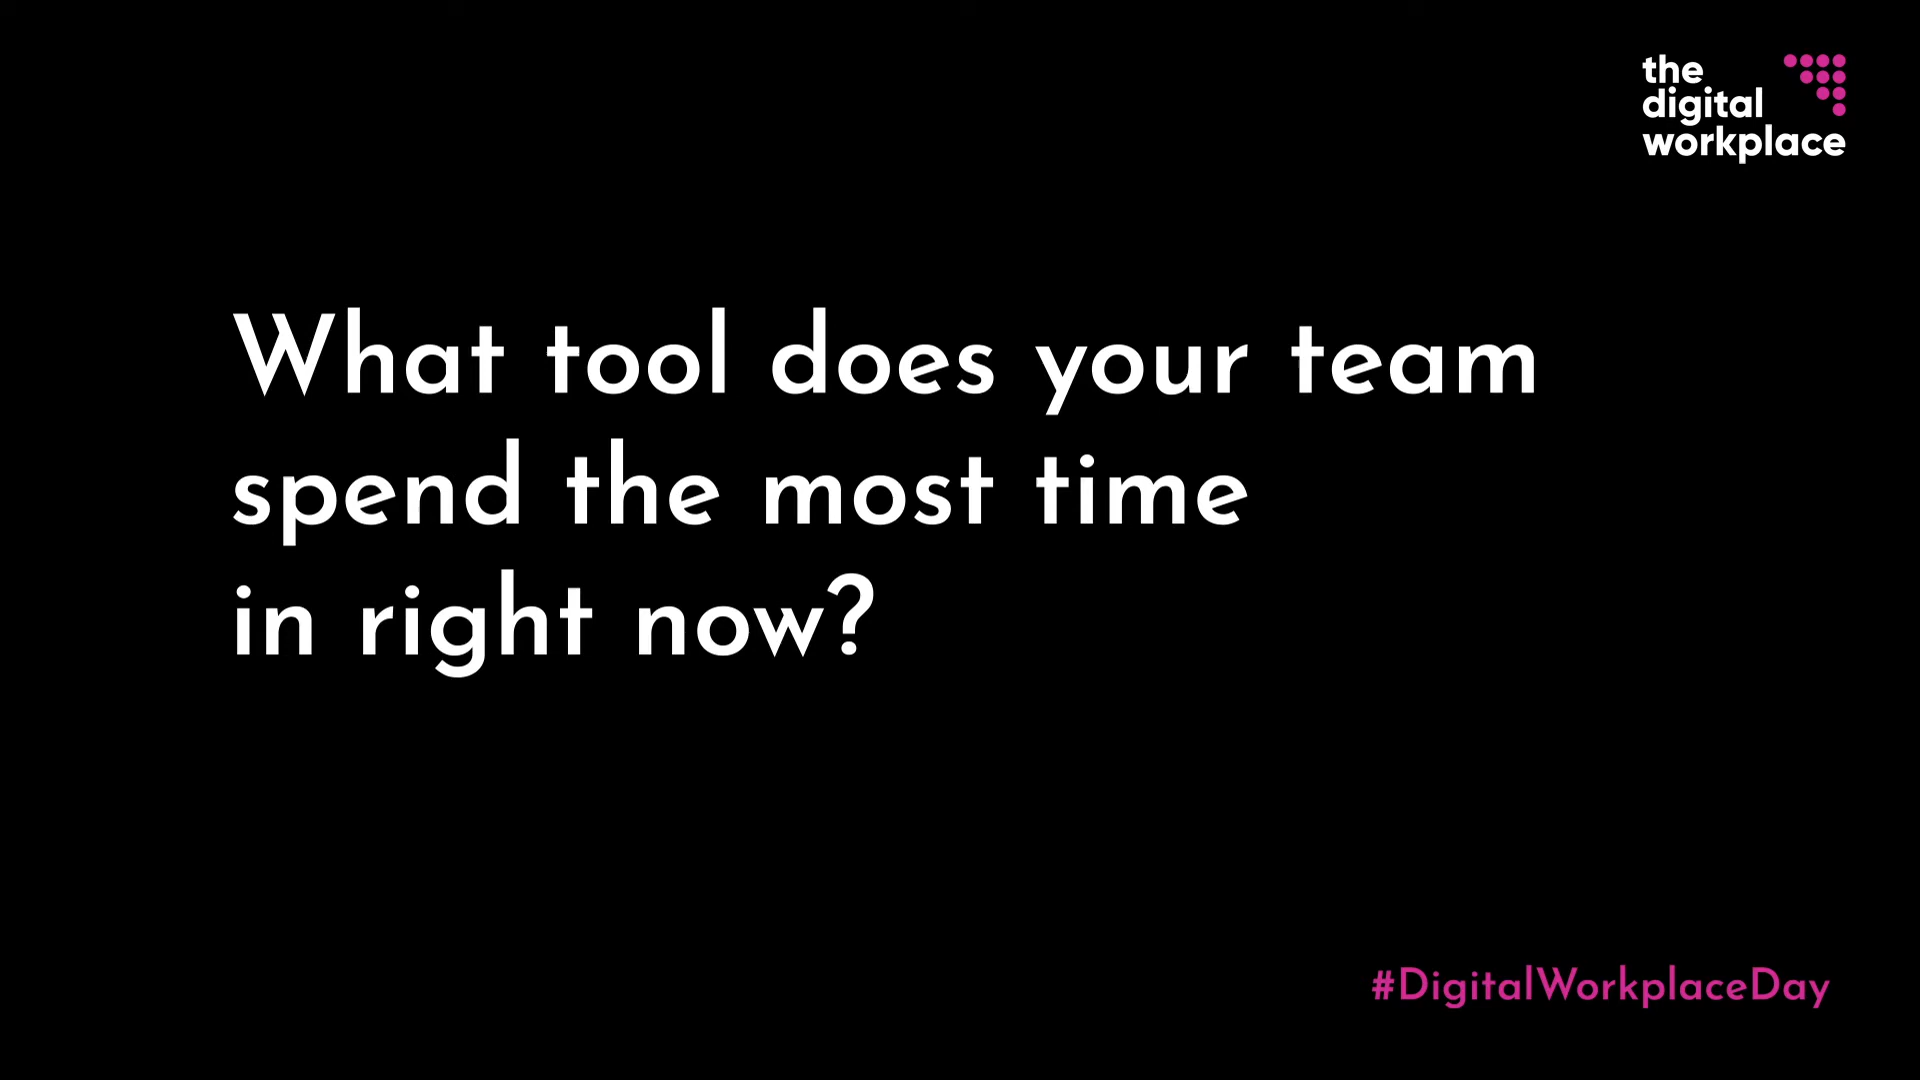 the
digital
workplace
What tool does your team
spend the most time
in right now?
#DigitalWorkplaceDay